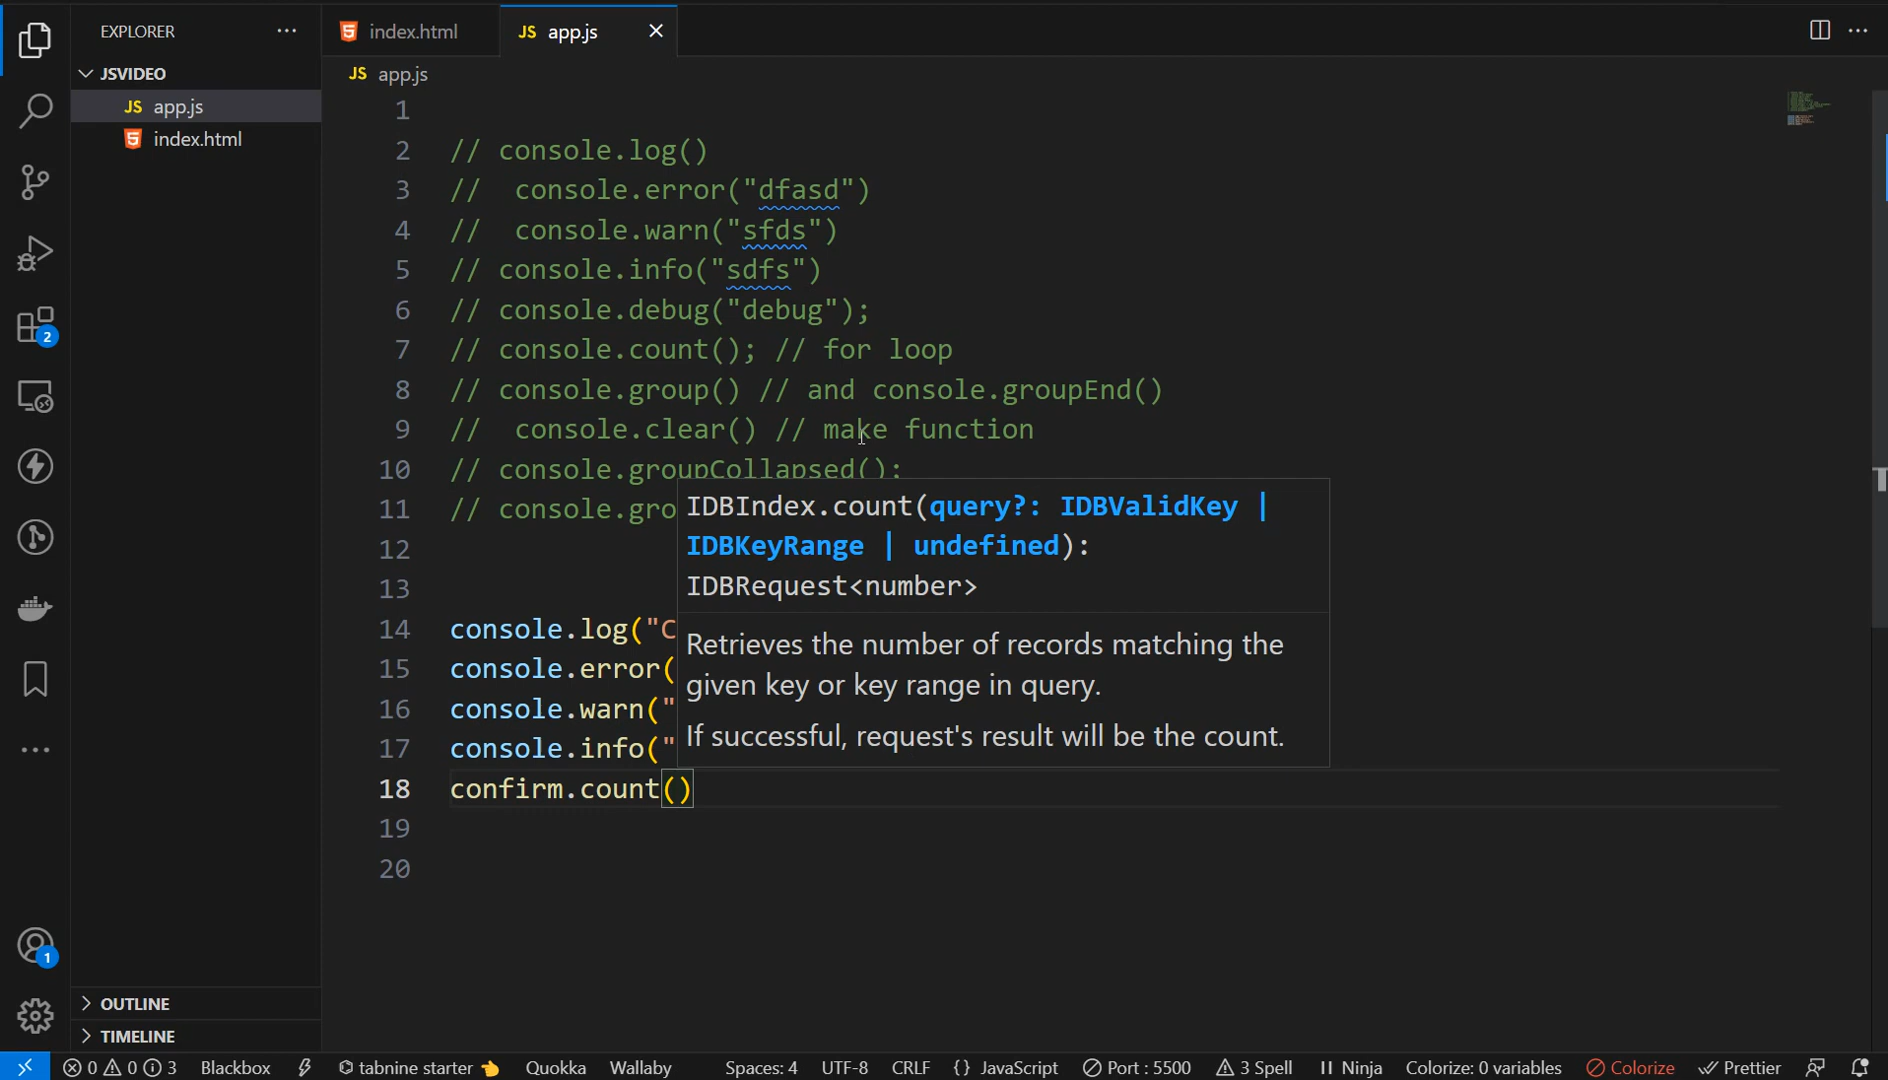 EXPLORER
JSVIDEO
JS app.js
index.html
2
1
OUTLINE
TIMELINE
index.html
JS app.js
JS app.js
1
2 // console.log()
3 //  console.error("dfasd")
4 //  console.warn("sfds")
5 // console.info("sdfs")
6 // console.debug("debug");
7 // console.count(); // for loop
8 // console.group() // and console.groupEnd()
9 //  console.clear() // make function
10 // console.groupCollapsed();
11 // console.gro
12
13
14 console.log("C
15 console.error(
16 console.warn("
17 console.info("
18 confirm.count()
19
20
IDBIndex.count(query?: IDBValidKey |
IDBKeyRange | undefined):
IDBRequest<number>
Retrieves the number of records matching the
given key or key range in query.
If successful, request's result will be the count.
0 0 3 Blackbox tabnine starter Quokka Wallaby Spaces: 4 UTF-8 CRLF {} JavaScript Port : 5500 3 Spell Ninja Colorize: 0 variables Colorize Prettier